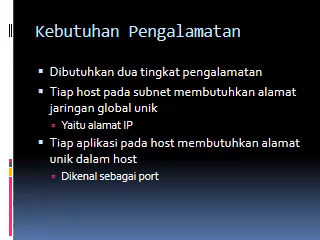 Kebutuhan Pengalamatan
Dibutuhkan dua tingkat pengalamatan
Tiap host pada subnet membutuhkan alamat
jaringan global unik
Yaitu alamat IP
Tiap aplikasi pada host membutuhkan alamat
unik dalam host
Dikenal sebagai port